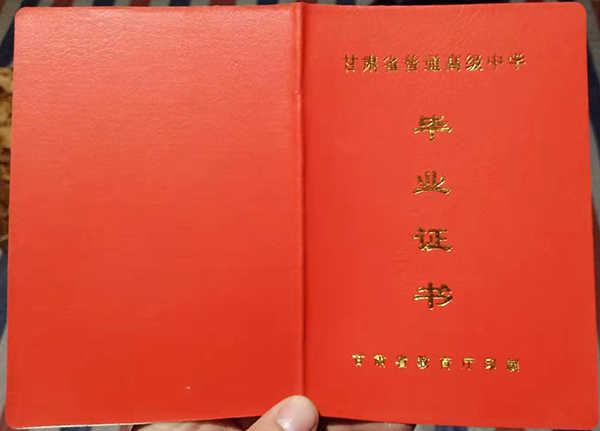 甘肃省普通高级中学
毕
业
证
书
甘肃省教育厅印制